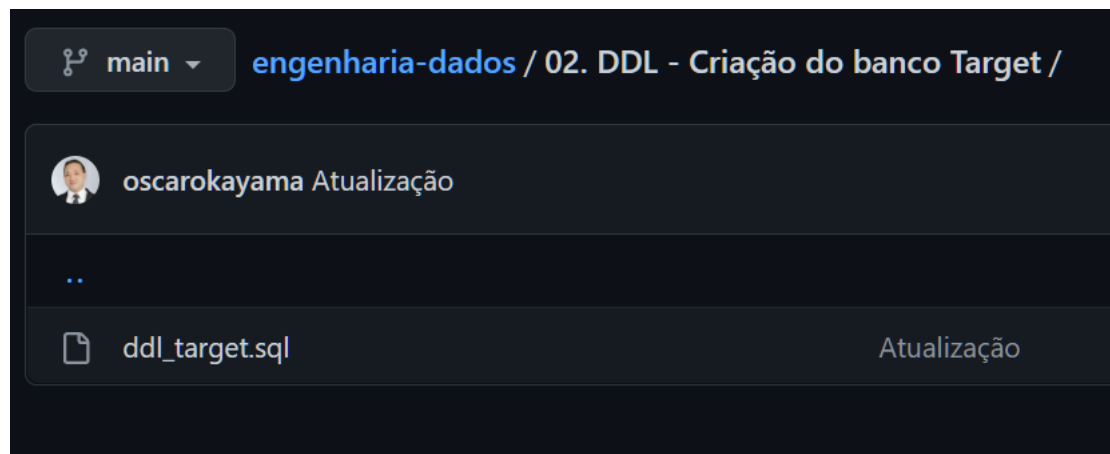 main engenharia-dados / 02. DDL - Criação do banco Target /
oscarokayama Atualização
..
ddl_target.sql Atualização